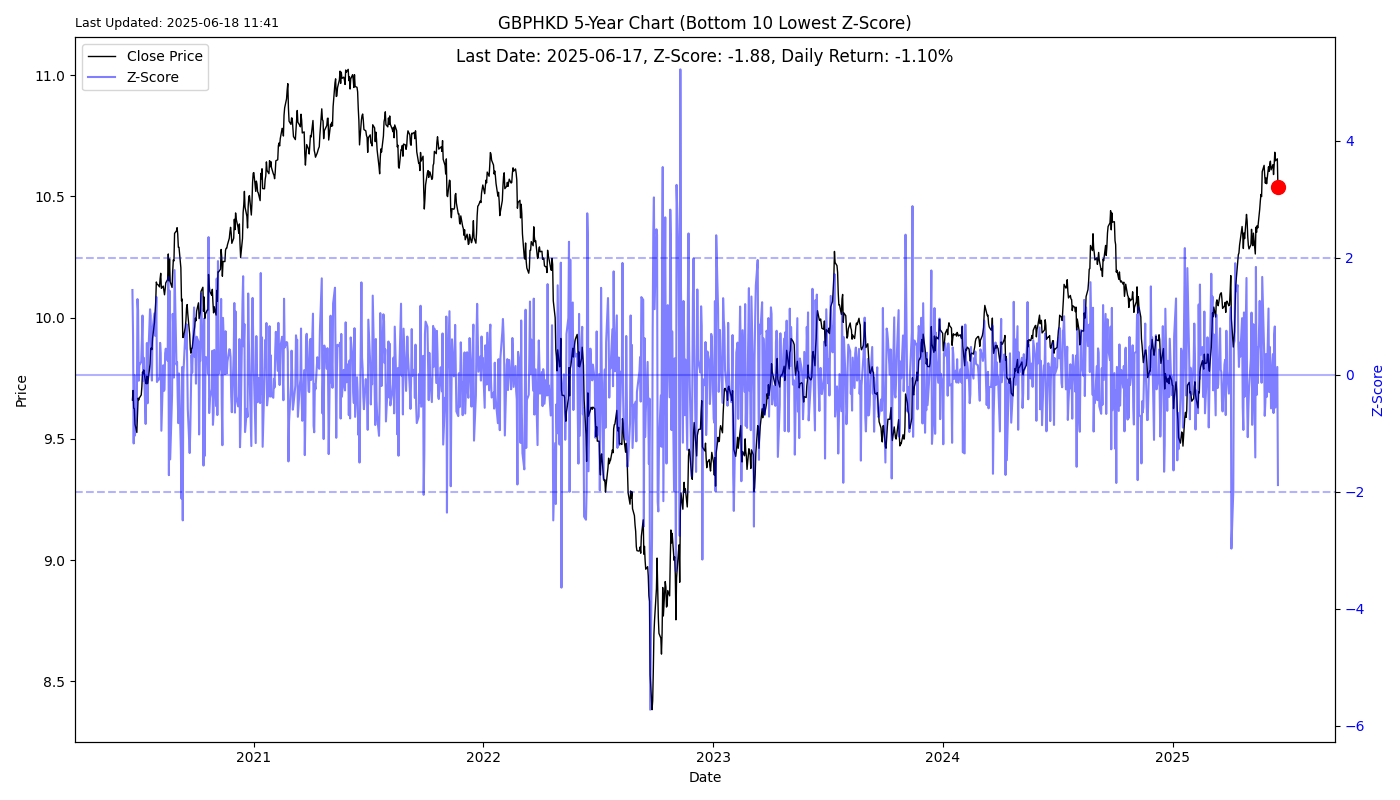 Last Updated: 2025-06-18 11:41
GBPHKD 5-Year Chart (Bottom 10 Lowest Z-Score)
Last Date: 2025-06-17, Z-Score: -1.88, Daily Return: -1.10%
Close Price
Z-Score
11.0
10.5
10.0
9.5
9.0
8.5
Price
4
2
0
−2
−4
−6
Z-Score
2021
2022
2023
2024
2025
Date